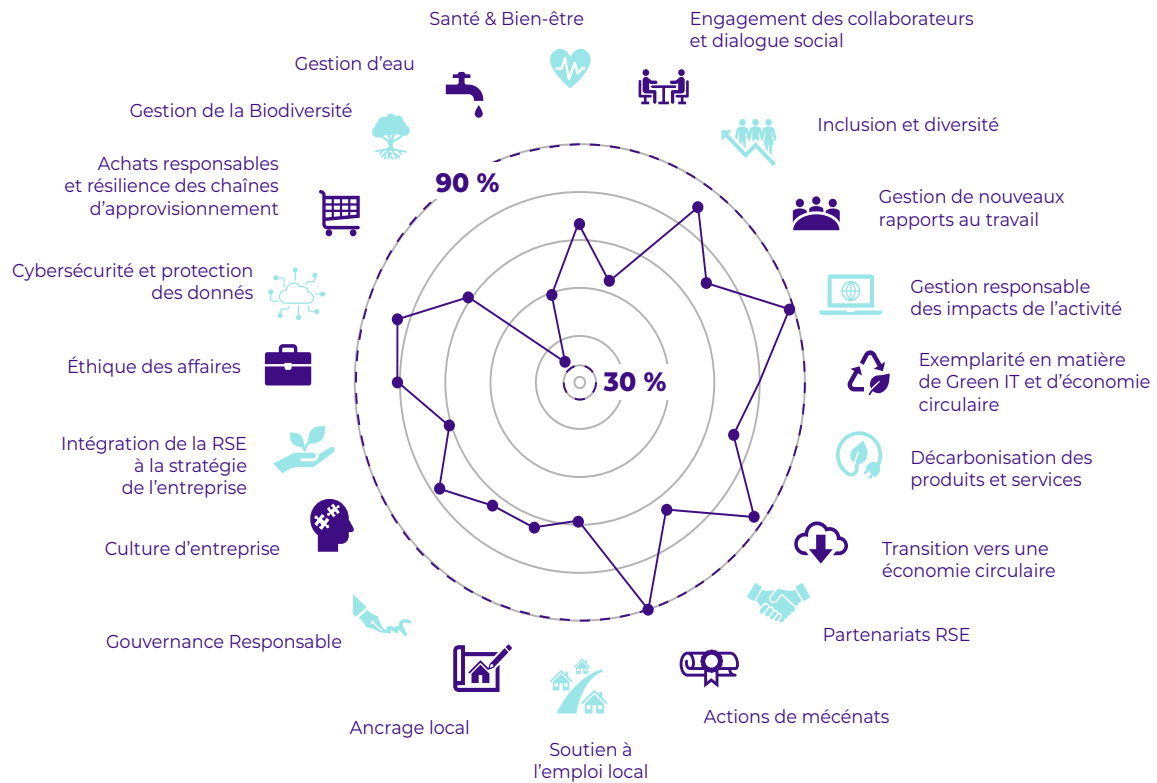 Santé & Bien-être
Engagement des collaborateurs
et dialogue social
Gestion d’eau
Gestion de la Biodiversité
Inclusion et diversité
Achats responsables
et résilience des chaînes
d’approvisionnement
90 %
Gestion de nouveaux
rapports au travail
Cybersécurité et protection
des donnés
Gestion responsable
des impacts de l’activité
Éthique des affaires
30 %
Exemplarité en matière
de Green IT et d’économie
circulaire
Intégration de la RSE
à la stratégie
de l’entreprise
Décarbonisation des
produits et services
Culture d’entreprise
Transition vers une
économie circulaire
Gouvernance Responsable
Partenariats RSE
Ancrage local
Actions de mécénats
Soutien à
l’emploi local